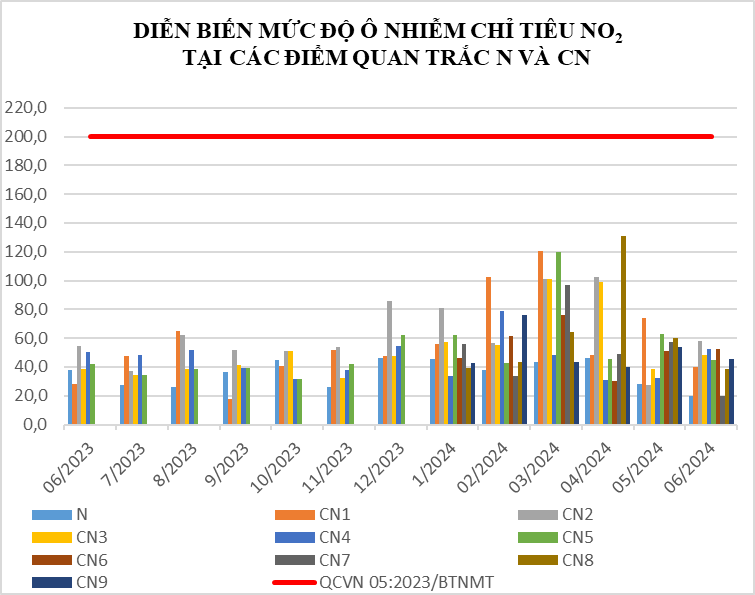 DIỄN BIẾN MỨC ĐỘ Ô NHIỄM CHỈ TIÊU NO₂
TẠI CÁC ĐIỂM QUAN TRẮC N VÀ CN
220,0
200,0
180,0
160,0
140,0
120,0
100,0
80,0
60,0
40,0
20,0
0,0
06/2023 7/2023 8/2023 9/2023 10/2023 11/2023 12/2023 1/2024 02/2024 03/2024 04/2024 05/2024 06/2024
N CN1 CN2
CN3 CN4 CN5
CN6 CN7 CN8
CN9 QCVN 05:2023/BTNMT